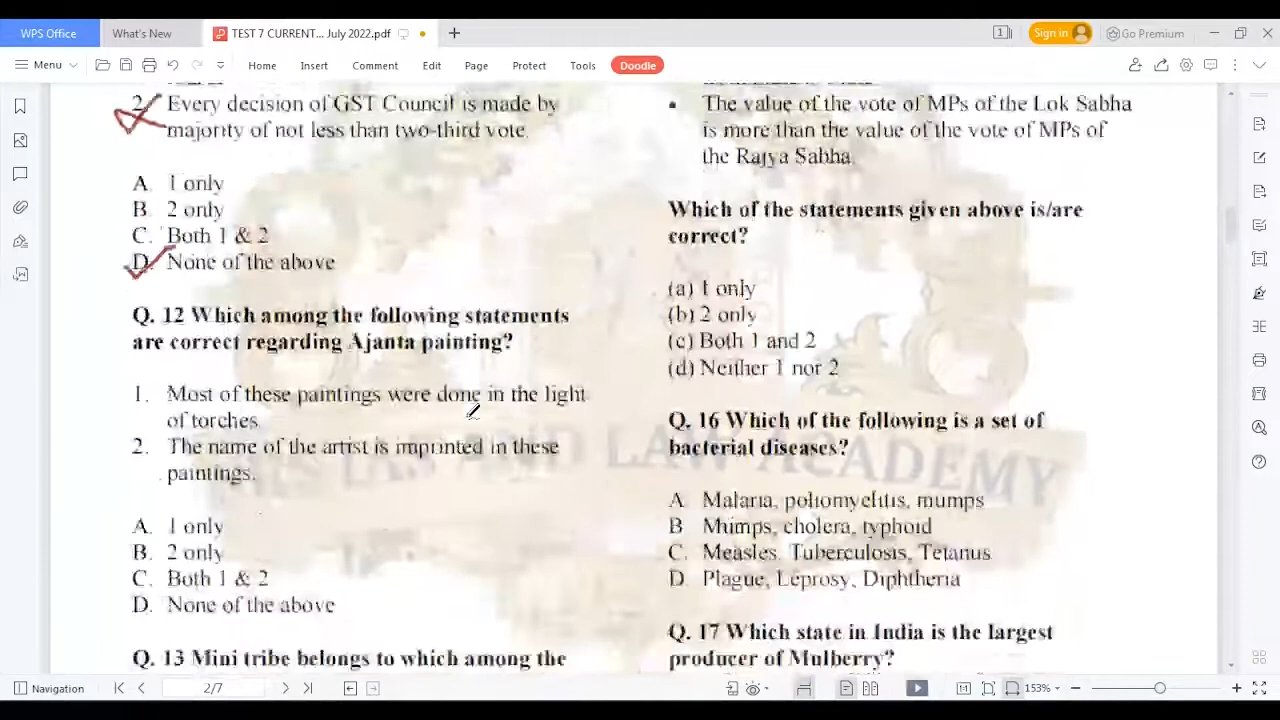 WPS Office
What's New
TEST 7 CURRENT... July 2022.pdf
1
Sign in
Go Premium
Menu
Home
Insert
Comment
Edit
Page
Protect
Tools
Doodle
2. Every decision of GST Council is made by
majority of not less than two-third vote.
A. 1 only
B. 2 only
C. Both 1 & 2
D. None of the above
Q. 12 Which among the following statements
are correct regarding Ajanta painting?
1. Most of these paintings were done in the light
of torches.
2. The name of the artist is imprinted in these
paintings.
A. 1 only
B. 2 only
C. Both 1 & 2
D. None of the above
Q. 13 Mini tribe belongs to which among the
▪ The value of the vote of MPs of the Lok Sabha
is more than the value of the vote of MPs of
the Rajya Sabha.
Which of the statements given above is/are
correct?
(a) 1 only
(b) 2 only
(c) Both 1 and 2
(d) Neither 1 nor 2
Q. 16 Which of the following is a set of
bacterial diseases?
A. Malaria, poliomyelitis, mumps
B. Mumps, cholera, typhoid
C. Measles, Tuberculosis, Tetanus
D. Plague, Leprosy, Diphtheria
Q. 17 Which state in India is the largest
producer of Mulberry?
LAW ACADEMY
Navigation
2/7
153%